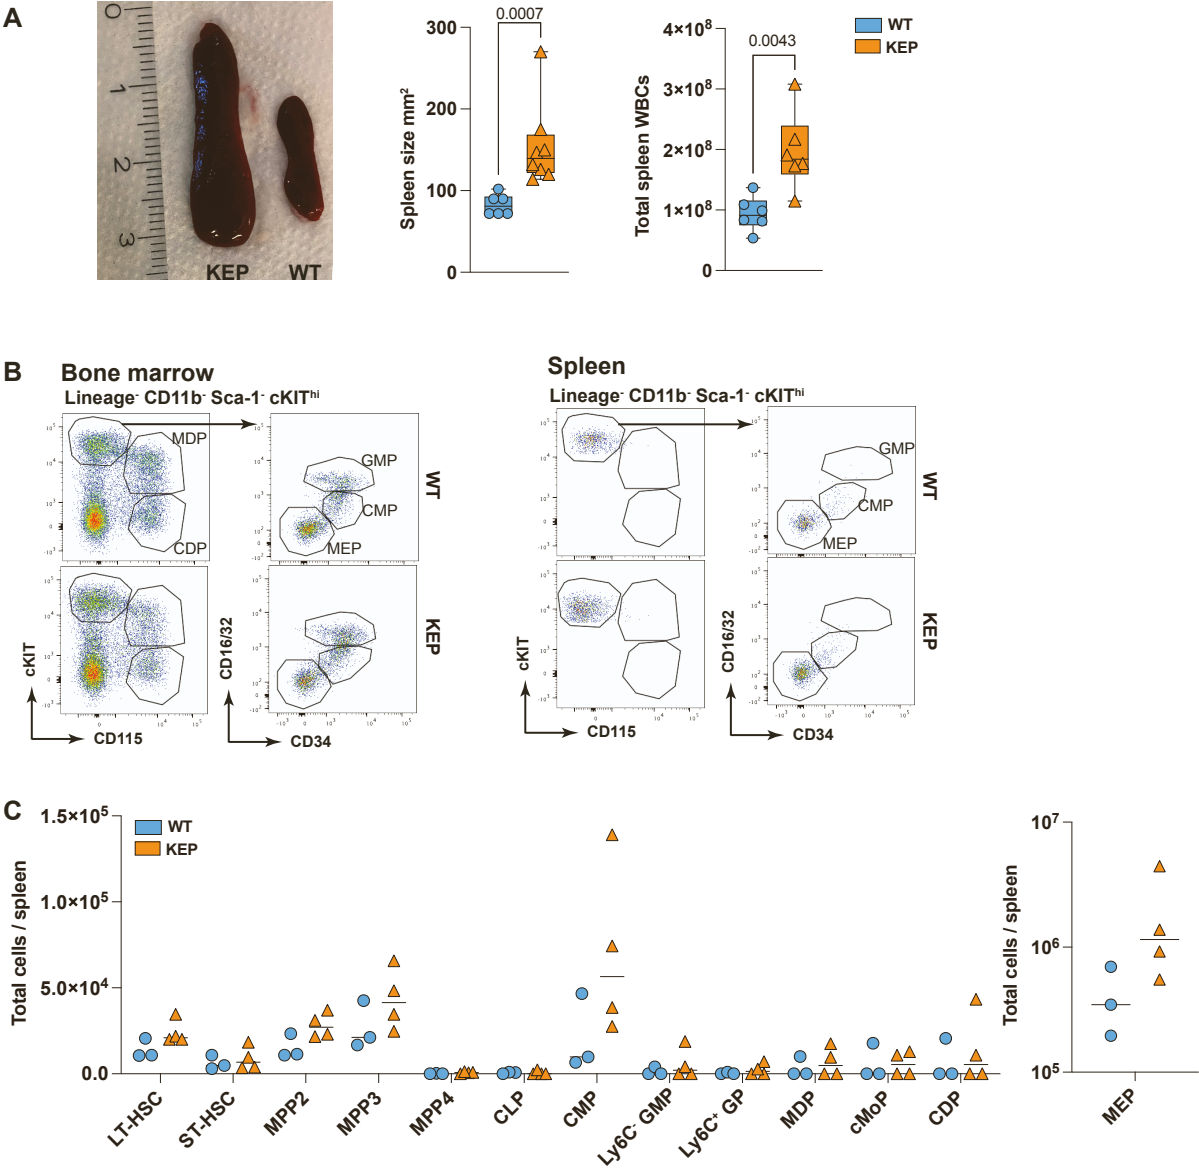 A
0
1
2
3
KEP WT
Spleen size mm²
300
200
100
0
0.0007
Total spleen WBCs
4×10⁸
3×10⁸
2×10⁸
1×10⁸
0
0.0043
WT
KEP
B
Bone marrow
Lineage⁻ CD11b⁻ Sca-1⁻ cKITʰⁱ
MDP
CDP
GMP
CMP
MEP
WT
KEP
cKIT
CD115
CD16/32
CD34
Spleen
Lineage⁻ CD11b⁻ Sca-1⁻ cKITʰⁱ
GMP
CMP
MEP
WT
KEP
cKIT
CD115
CD16/32
CD34
C
Total cells / spleen
1.5×10⁵
1.0×10⁵
5.0×10⁴
0.0
WT
KEP
LT-HSC
ST-HSC
MPP2
MPP3
MPP4
CLP
CMP
Ly6C⁻ GMP
Ly6C⁺ GP
MDP
cMoP
CDP
Total cells / spleen
10⁷
10⁶
10⁵
MEP